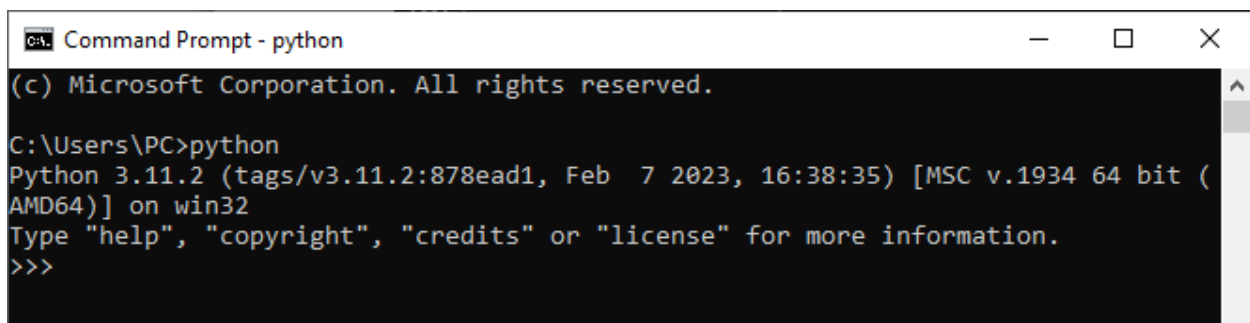 Command Prompt - python
(c) Microsoft Corporation. All rights reserved.
C:\Users\PC>python
Python 3.11.2 (tags/v3.11.2:878ead1, Feb  7 2023, 16:38:35) [MSC v.1934 64 bit (
AMD64)] on win32
Type "help", "copyright", "credits" or "license" for more information.
>>>